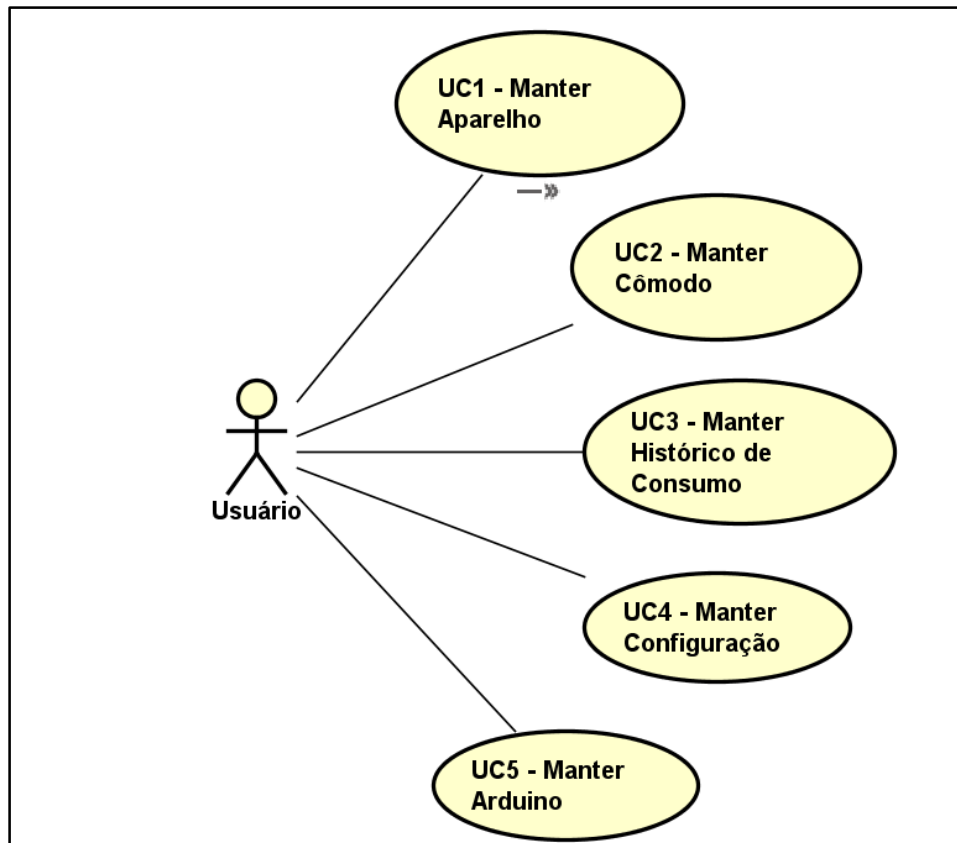 UC1 - Manter
Aparelho
UC2 - Manter
Cômodo
UC3 - Manter
Histórico de
Consumo
Usuário
UC4 - Manter
Configuração
UC5 - Manter
Arduino